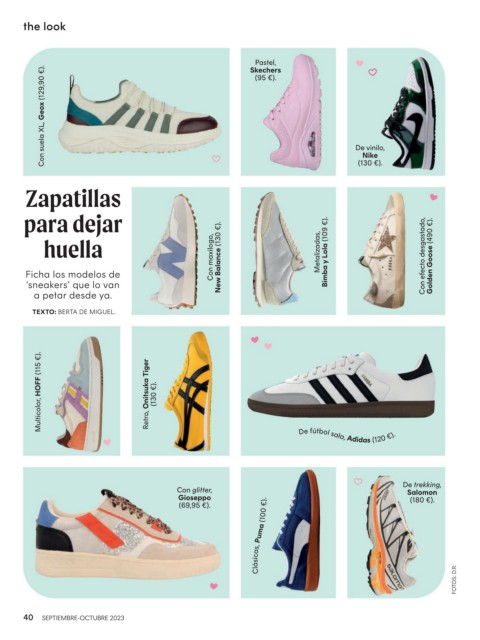 the look
Con suela XL, Geox (129,90 €).
Pastel,
Skechers
(95 €).
De vinilo,
Nike
(130 €).
Zapatillas
para dejar
huella
Ficha los modelos de
‘sneakers’ que lo van
a petar desde ya.
TEXTO: BERTA DE MIGUEL.
Con maxilogo,
New Balance (130 €).
Metalizadas,
Bimba y Lola (109 €).
Con efecto desgastado,
Golden Goose (490 €).
Multicolor, HOFF (115 €).
Retro, Onitsuka Tiger
(130 €).
De fútbol sala, Adidas (120 €).
Con glitter,
Gioseppo
(69,95 €).
Clásicas, Puma (100 €).
De trekking,
Salomon
(180 €).
FOTOS: D.R.
40 SEPTIEMBRE-OCTUBRE 2023